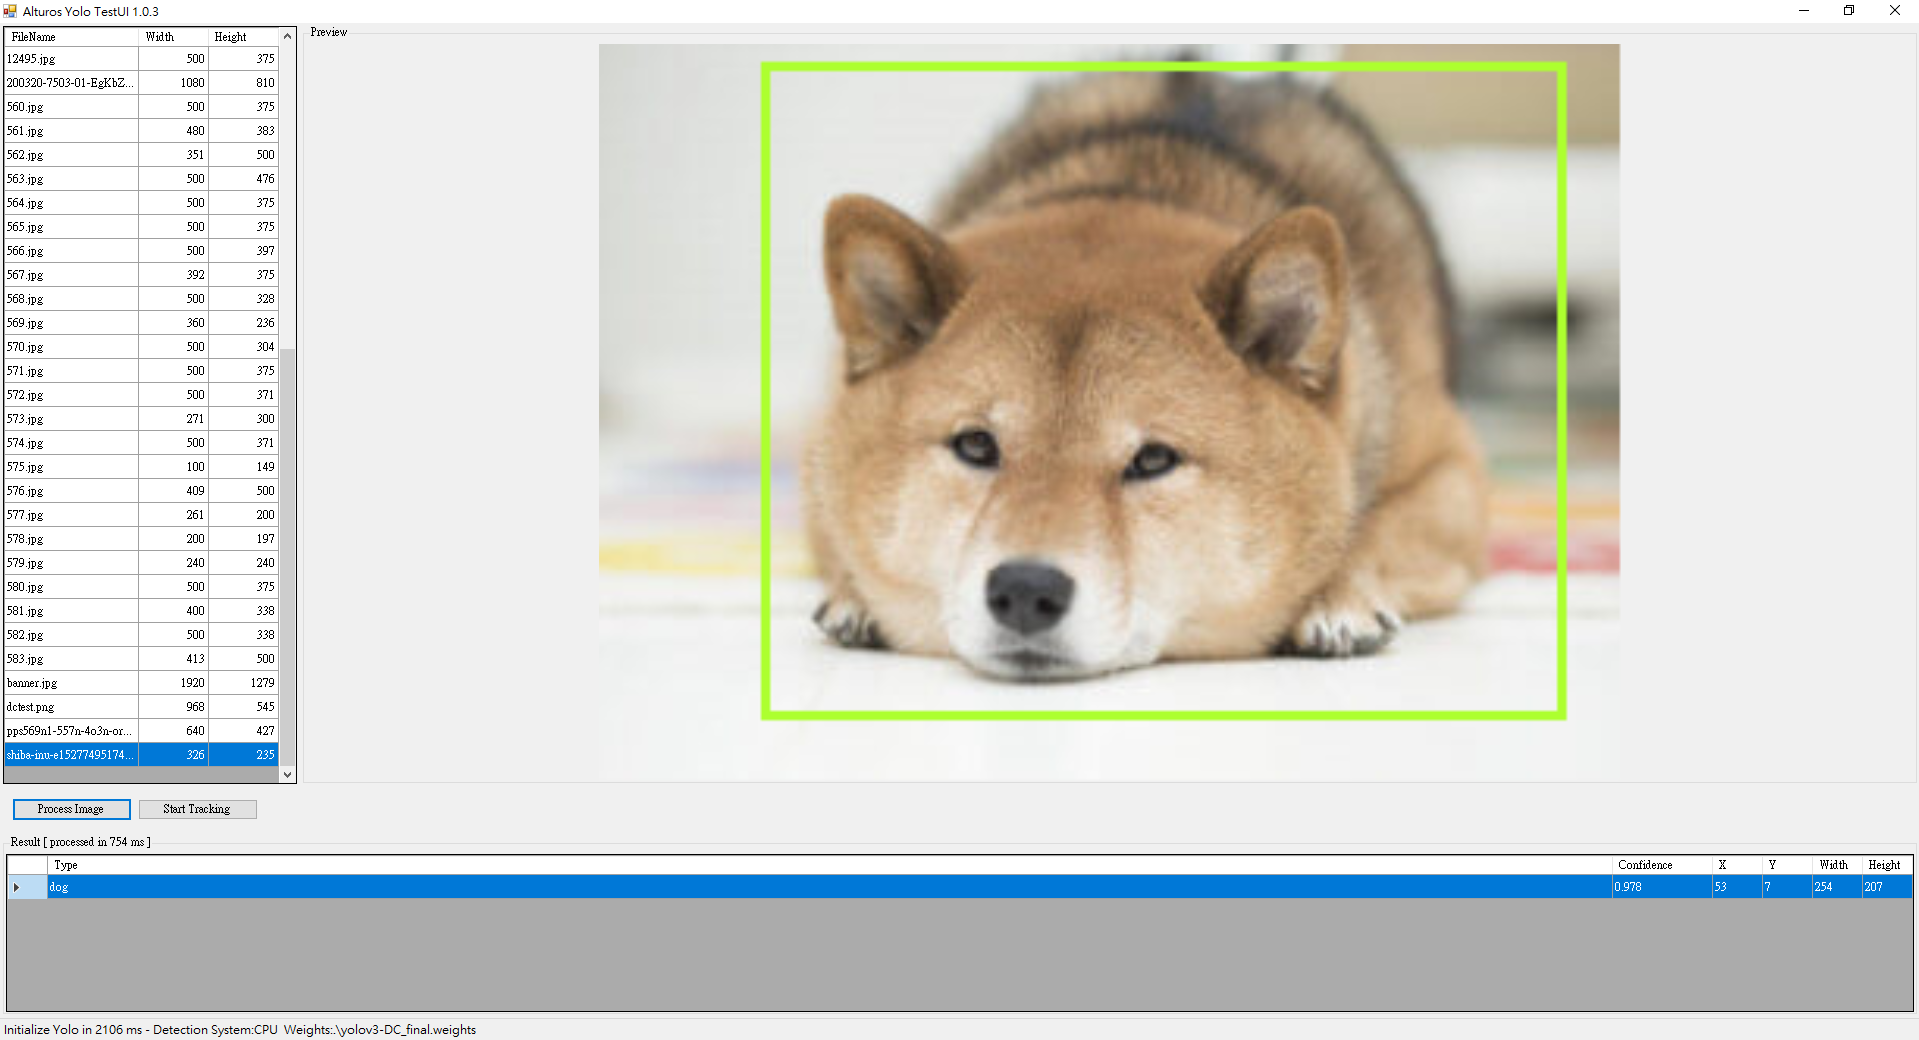 Alturos Yolo TestUI 1.0.3
FileName Width Height
12495.jpg 500 375
200320-7503-01-EgKbZ... 1080 810
560.jpg 500 375
561.jpg 480 383
562.jpg 351 500
563.jpg 500 476
564.jpg 500 375
565.jpg 500 375
566.jpg 500 397
567.jpg 392 375
568.jpg 500 328
569.jpg 360 236
570.jpg 500 304
571.jpg 500 375
572.jpg 500 371
573.jpg 271 300
574.jpg 500 371
575.jpg 100 149
576.jpg 409 500
577.jpg 261 200
578.jpg 200 197
579.jpg 240 240
580.jpg 500 375
581.jpg 400 338
582.jpg 500 338
583.jpg 413 500
banner.jpg 1920 1279
dctest.png 968 545
pps569n1-557n-4o3n-or... 640 427
shiba-inu-e15277495174... 326 235
Preview
Process Image Start Tracking
Result [ processed in 754 ms ]
Type Confidence X Y Width Height
dog 0.978 53 7 254 207
Initialize Yolo in 2106 ms - Detection System:CPU Weights:.\yolov3-DC_final.weights